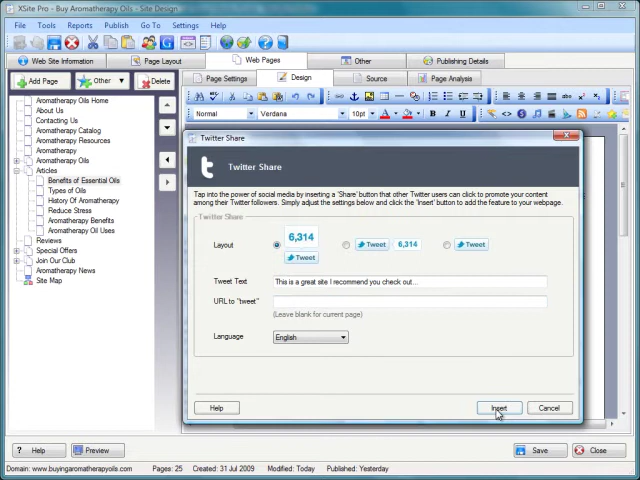 XSite Pro - Buy Aromatherapy Oils - Site Design
File Tools Reports Publish Go To Settings Help
Web Site Information Page Layout Web Pages Other Publishing Details
Add Page Other Delete
Page Settings Design Source Page Analysis
Normal Verdana 10pt B I U
Aromatherapy Oils Home
About Us
Contacting Us
Aromatherapy Catalog
Aromatherapy Resources
Aromatherapy
Aromatherapy Oils
Articles
Benefits of Essential Oils
Types of Oils
History Of Aromatherapy
Reduce Stress
Aromatherapy Benefits
Aromatherapy Oil Uses
Reviews
Special Offers
Join Our Club
Aromatherapy News
Site Map
Twitter Share
Twitter Share
Tap into the power of social media by inserting a 'Share' button that other Twitter users can click to promote your content
among their Twitter followers. Simply adjust the settings below and click the 'Insert' button to add the feature to your webpage.
Twitter Share
Layout 6,314 Tweet Tweet 6,314 Tweet
Tweet Text This is a great site I recommend you check out...
URL to "tweet"
(Leave blank for current page)
Language English
Help Insert Cancel
? Help Preview Save Close
Domain: www.buyingaromatherapyoils.com Pages: 25 Created: 31 Jul 2009 Modified: Today Published: Yesterday